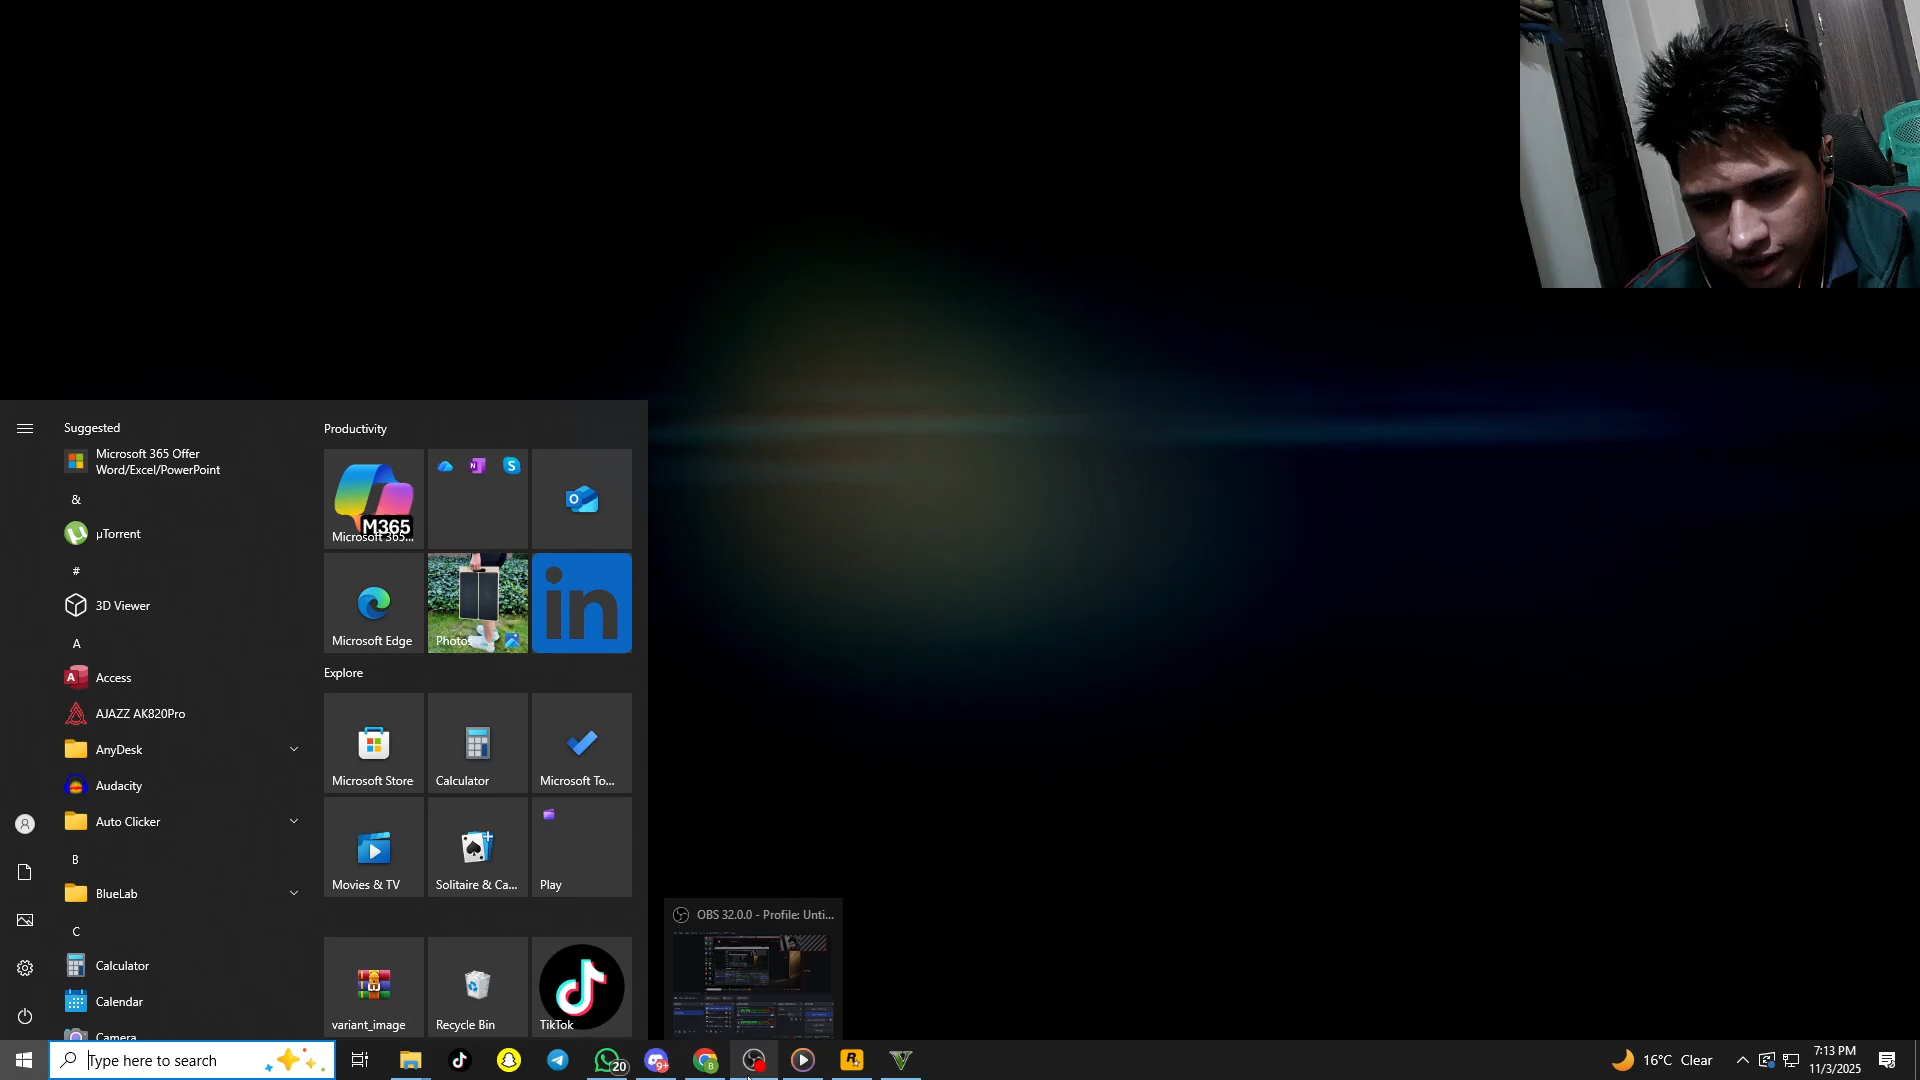 Suggested
Microsoft 365 Offer
Word/Excel/PowerPoint
&
µTorrent
#
3D Viewer
A
Access
AJAZZ AK820Pro
AnyDesk
Audacity
Auto Clicker
B
BlueLab
C
Calculator
Calendar
Camera
Productivity
M365
Microsoft 365...
Microsoft Edge
Photos
in
Explore
Microsoft Store
Calculator
Microsoft To...
Movies & TV
Solitaire & Ca...
Play
variant_image
Recycle Bin
TikTok
OBS 32.0.0 - Profile: Unti...
Type here to search
20
9+
16°C Clear
7:13 PM
11/3/2025